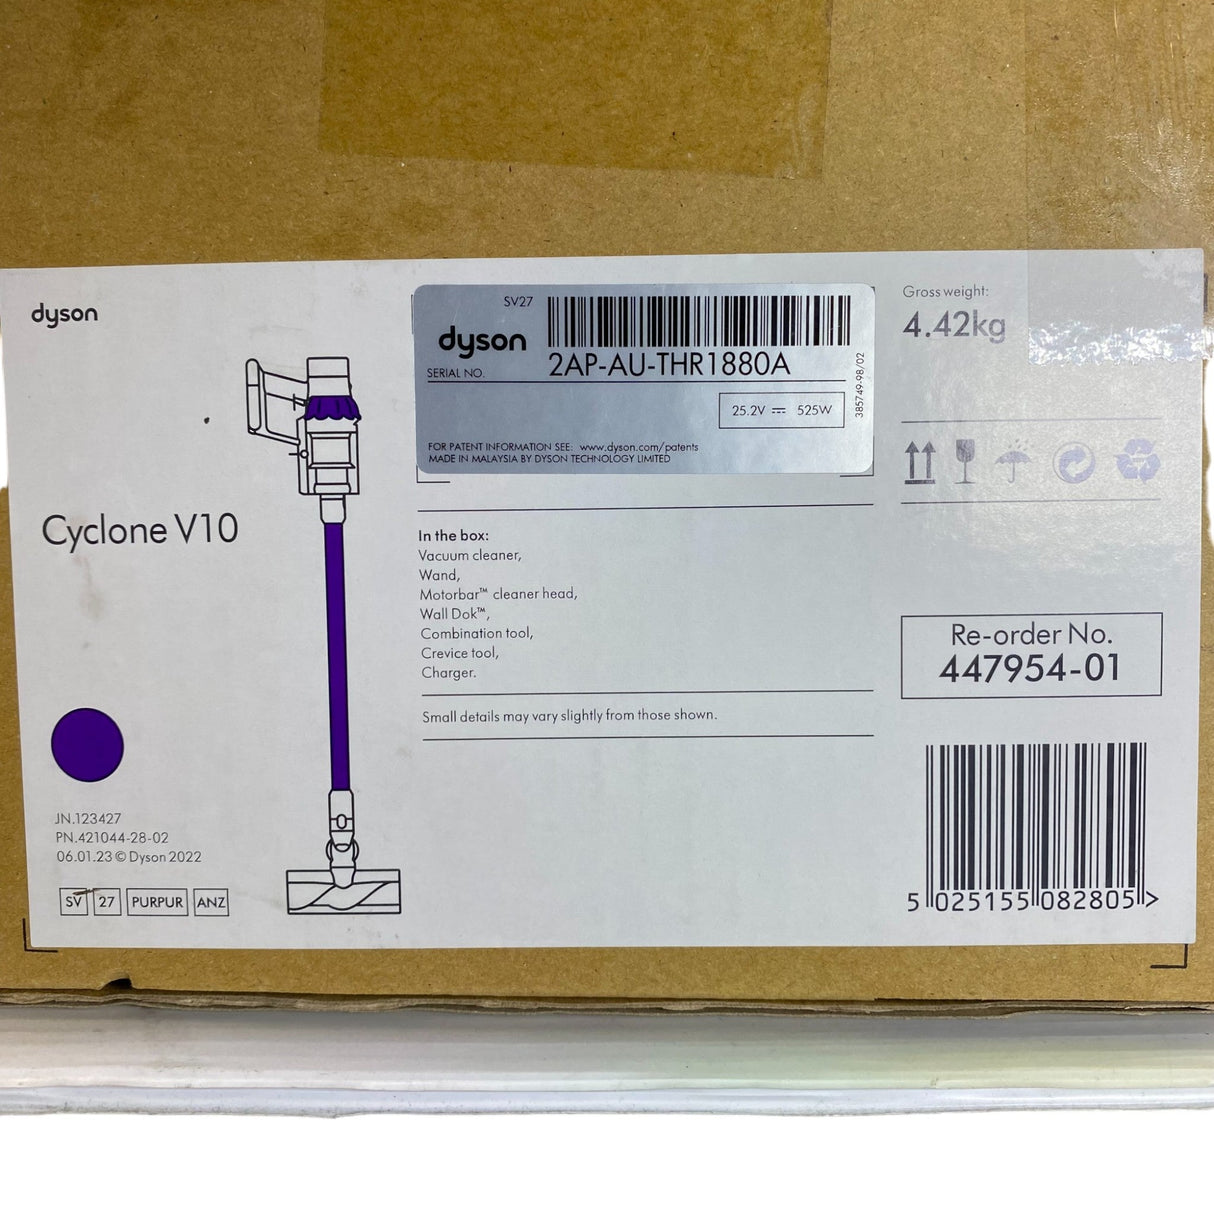 dyson
Cyclone V10
JN.123427
PN.421044-28-02
06.01.23 © Dyson 2022
SV 27 PURPUR ANZ
SV27
dyson
SERIAL NO. 2AP-AU-THR1880A
25.2V ⎓ 525W
385749-98/02
FOR PATENT INFORMATION SEE: www.dyson.com/patents
MADE IN MALAYSIA BY DYSON TECHNOLOGY LIMITED
In the box:
Vacuum cleaner,
Wand,
Motorbar™ cleaner head,
Wall Dok™,
Combination tool,
Crevice tool,
Charger.
Small details may vary slightly from those shown.
Gross weight:
4.42kg
Re-order No.
447954-01
5 025155 082805 >